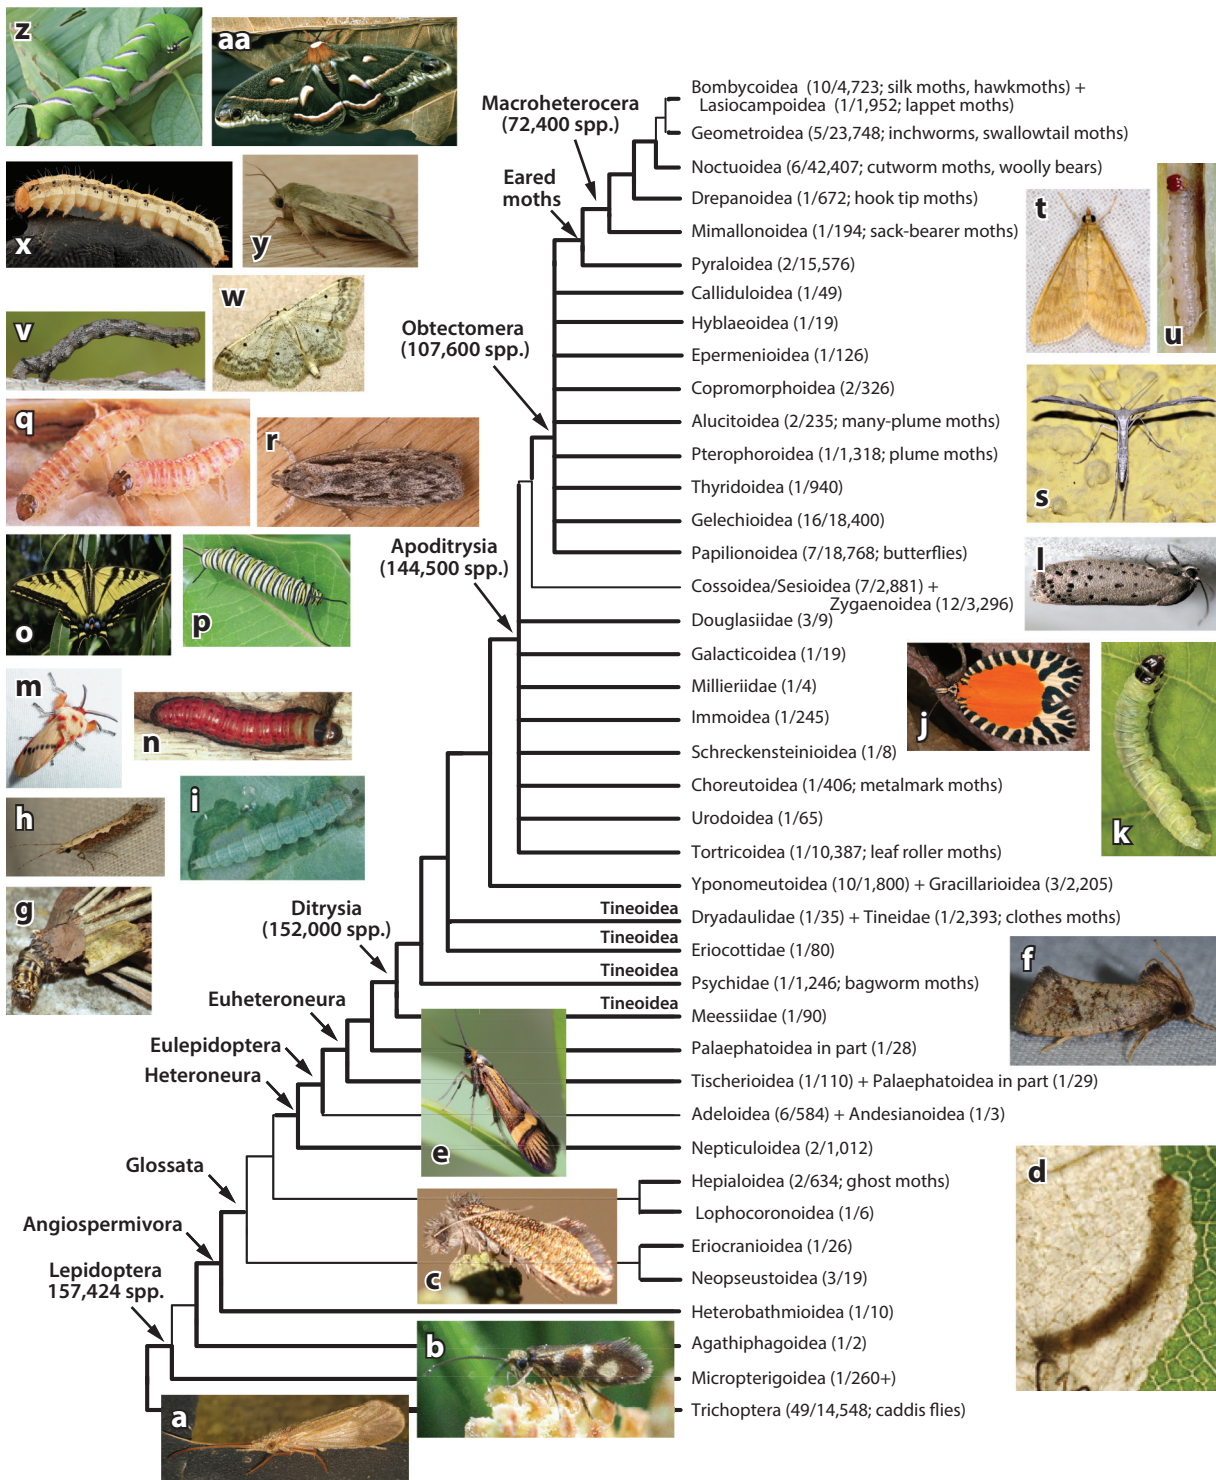 z
aa
Macroheterocera
(72,400 spp.)
Bombycoidea (10/4,723; silk moths, hawkmoths) +
Lasiocampoidea (1/1,952; lappet moths)
Geometroidea (5/23,748; inchworms, swallowtail moths)
Noctuoidea (6/42,407; cutworm moths, woolly bears)
x
y
Eared
moths
Drepanoidea (1/672; hook tip moths)
t
u
Mimallonoidea (1/194; sack-bearer moths)
Pyraloidea (2/15,576)
Calliduloidea (1/49)
v
w
Obtectomera
(107,600 spp.)
Hyblaeoidea (1/19)
Epermenioidea (1/126)
Copromorphoidea (2/326)
s
q
r
Alucitoidea (2/235; many-plume moths)
Pterophoroidea (1/1,318; plume moths)
Thyridoidea (1/940)
Gelechioidea (16/18,400)
Apoditrysia
(144,500 spp.)
Papilionoidea (7/18,768; butterflies)
l
o
p
Cossoidea/Sesioidea (7/2,881) +
Zygaenoidea (12/3,296)
Douglasiidae (3/9)
Galacticoidea (1/19)
j
k
m
n
Millieriidae (1/4)
Immoidea (1/245)
Schreckensteinioidea (1/8)
Choreutoidea (1/406; metalmark moths)
h
i
Urodoidea (1/65)
Tortricoidea (1/10,387; leaf roller moths)
Yponomeutoidea (10/1,800) + Gracillarioidea (3/2,205)
g
Ditrysia
(152,000 spp.)
Tineoidea
Dryadaulidae (1/35) + Tineidae (1/2,393; clothes moths)
Tineoidea
Eriocottidae (1/80)
f
Tineoidea
Psychidae (1/1,246; bagworm moths)
Euheteroneura
Tineoidea
Meessiidae (1/90)
Eulepidoptera
Palaephatoidea in part (1/28)
Heteroneura
Tischerioidea (1/110) + Palaephatoidea in part (1/29)
Adeloidea (6/584) + Andesianoidea (1/3)
e
Nepticuloidea (2/1,012)
Glossata
d
Hepialoidea (2/634; ghost moths)
Lophocoronoidea (1/6)
Angiospermivora
c
Eriocranioidea (1/26)
Neopseustoidea (3/19)
Lepidoptera
157,424 spp.
Heterobathmioidea (1/10)
b
Agathiphagoidea (1/2)
Micropterigoidea (1/260+)
a
Trichoptera (49/14,548; caddis flies)